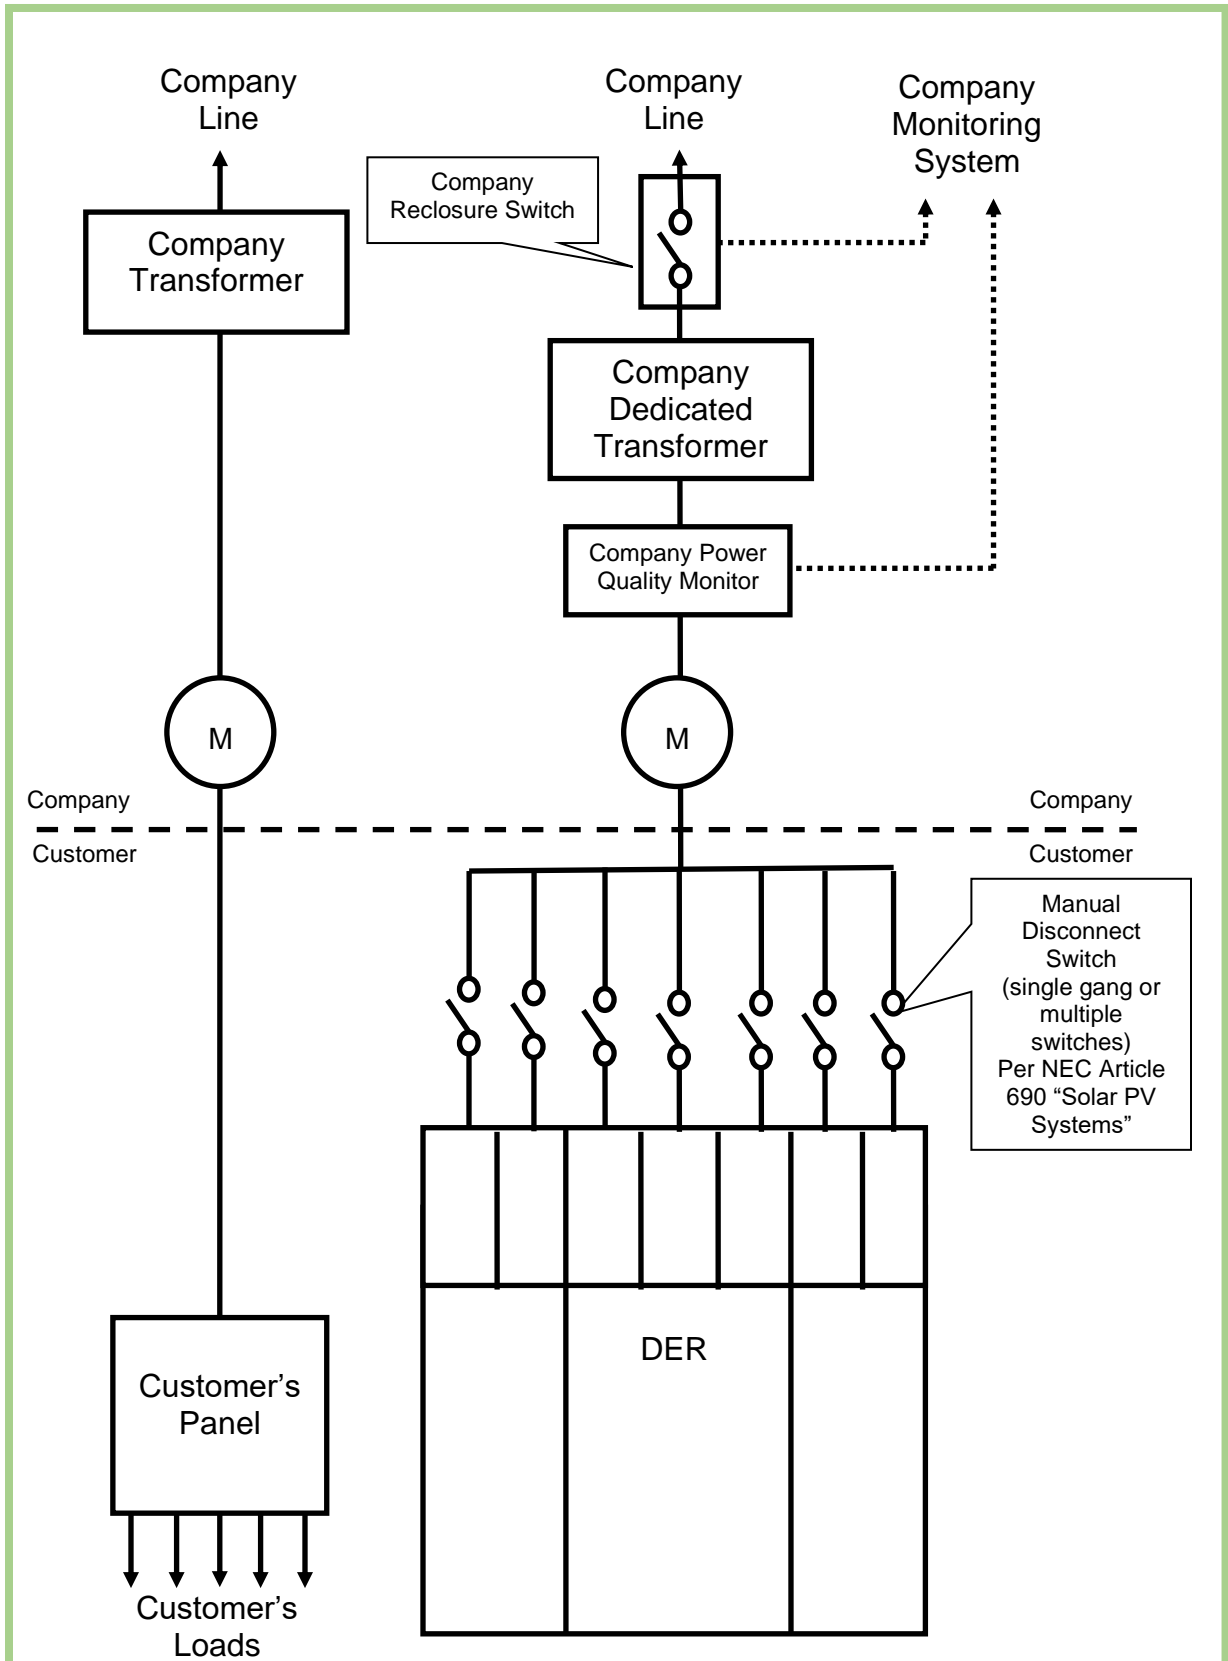 Company
Line
Company
Line
Company
Monitoring
System
Company
Reclosure Switch
Company
Transformer
Company
Dedicated
Transformer
Company Power
Quality Monitor
M
M
Company
Company
Customer
Customer
Manual
Disconnect
Switch
(single gang or
multiple
switches)
Per NEC Article
690 “Solar PV
Systems”
DER
Customer’s
Panel
Customer’s
Loads